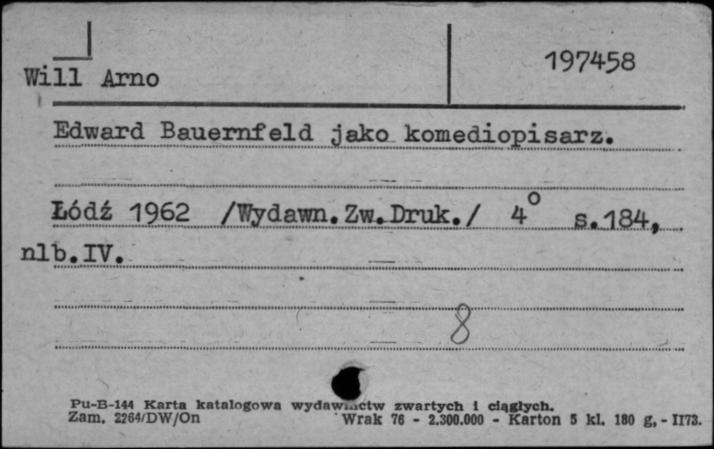 197458
Will Arno
Edward Bauernfeld jako komediopisarz.
Łódź 1962 /Wydawn.Zw.Druk./ 4° s.184,
nlb.IV.
8
Pu-B-144 Karta katalogowa wydawnictw zwartych i ciągłych.
Zam. 2264/DW/On Wrak 76 - 2.300.000 - Karton 5 kl. 180 g, - II73.